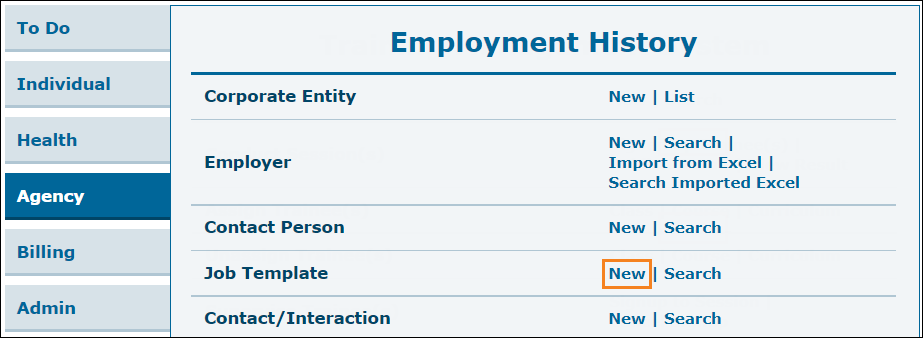 To Do
Individual
Health
Agency
Billing
Admin
Employment History
Corporate Entity
New | List
Employer
New | Search |
Import from Excel |
Search Imported Excel
Contact Person
New | Search
Job Template
New | Search
Contact/Interaction
New | Search